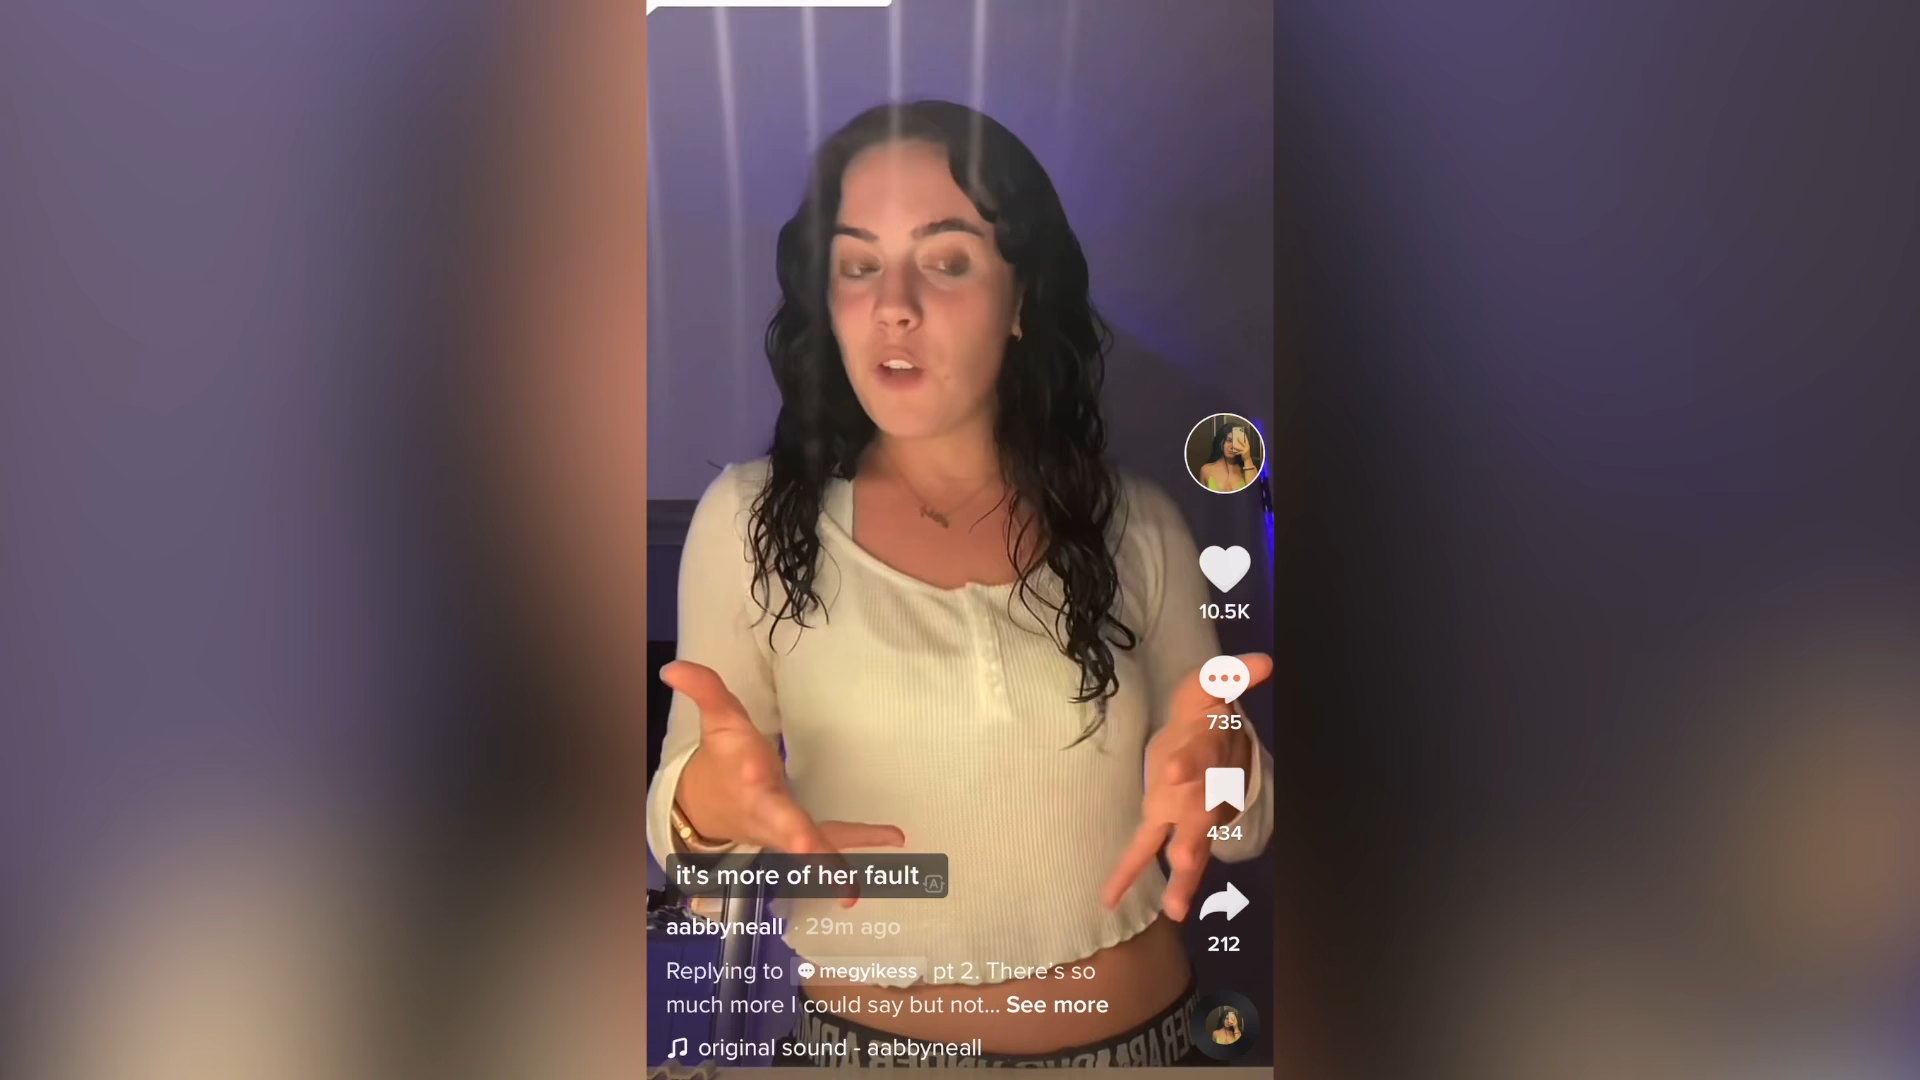 10.5K
735
434
212
it's more of her fault
aabbyneall · 29m ago
Replying to megyikess pt 2. There's so
much more I could say but not... See more
original sound - aabbyneall